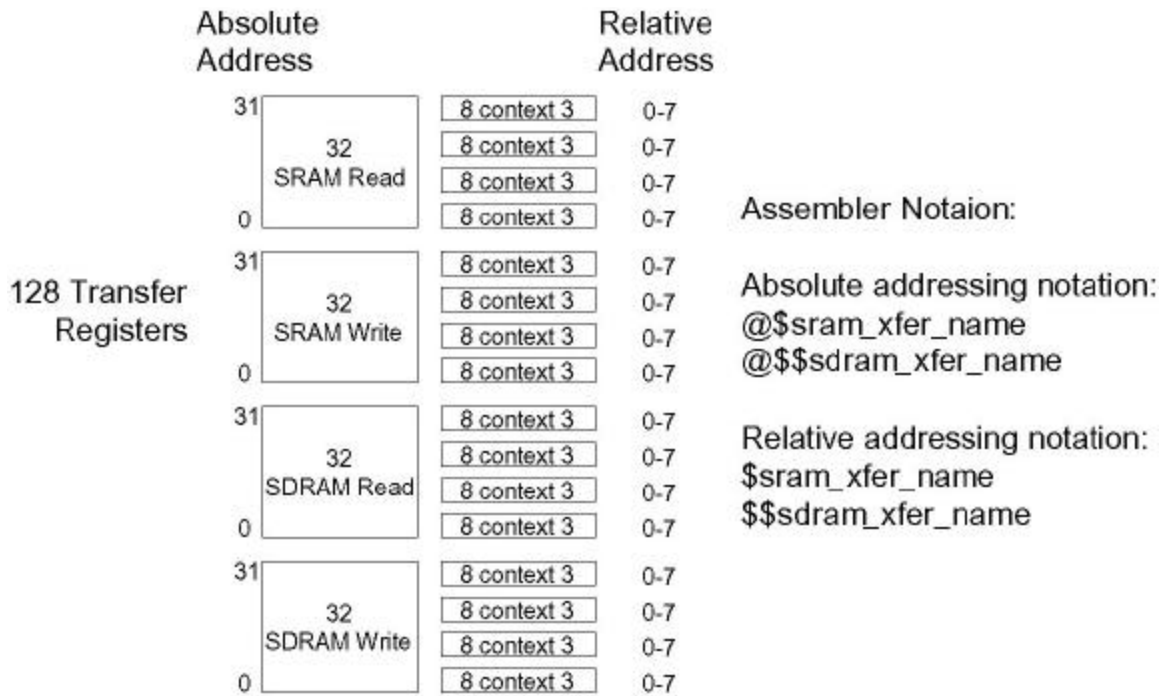 Absolute
Address
Relative
Address
128 Transfer
Registers
31
32
SRAM Read
0
8 context 3
0-7
8 context 3
0-7
8 context 3
0-7
8 context 3
0-7
31
32
SRAM Write
0
8 context 3
0-7
8 context 3
0-7
8 context 3
0-7
8 context 3
0-7
31
32
SDRAM Read
0
8 context 3
0-7
8 context 3
0-7
8 context 3
0-7
8 context 3
0-7
31
32
SDRAM Write
0
8 context 3
0-7
8 context 3
0-7
8 context 3
0-7
8 context 3
0-7
Assembler Notaion:
Absolute addressing notation:
@$sram_xfer_name
@$$sdram_xfer_name
Relative addressing notation:
$sram_xfer_name
$$sdram_xfer_name